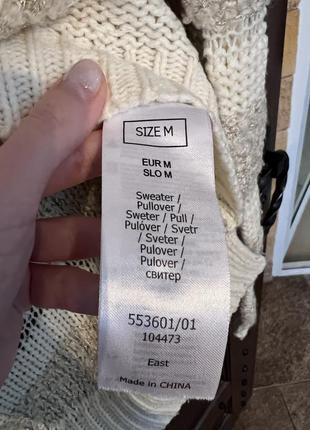 SIZE M
EUR M
SLO M
Sweater /
Pullover /
Sweter / Pull /
Pulóver / Svetr
/ Sveter /
Pulover /
Pulover /
свитер
553601/01
104473
East
Made in CHINA